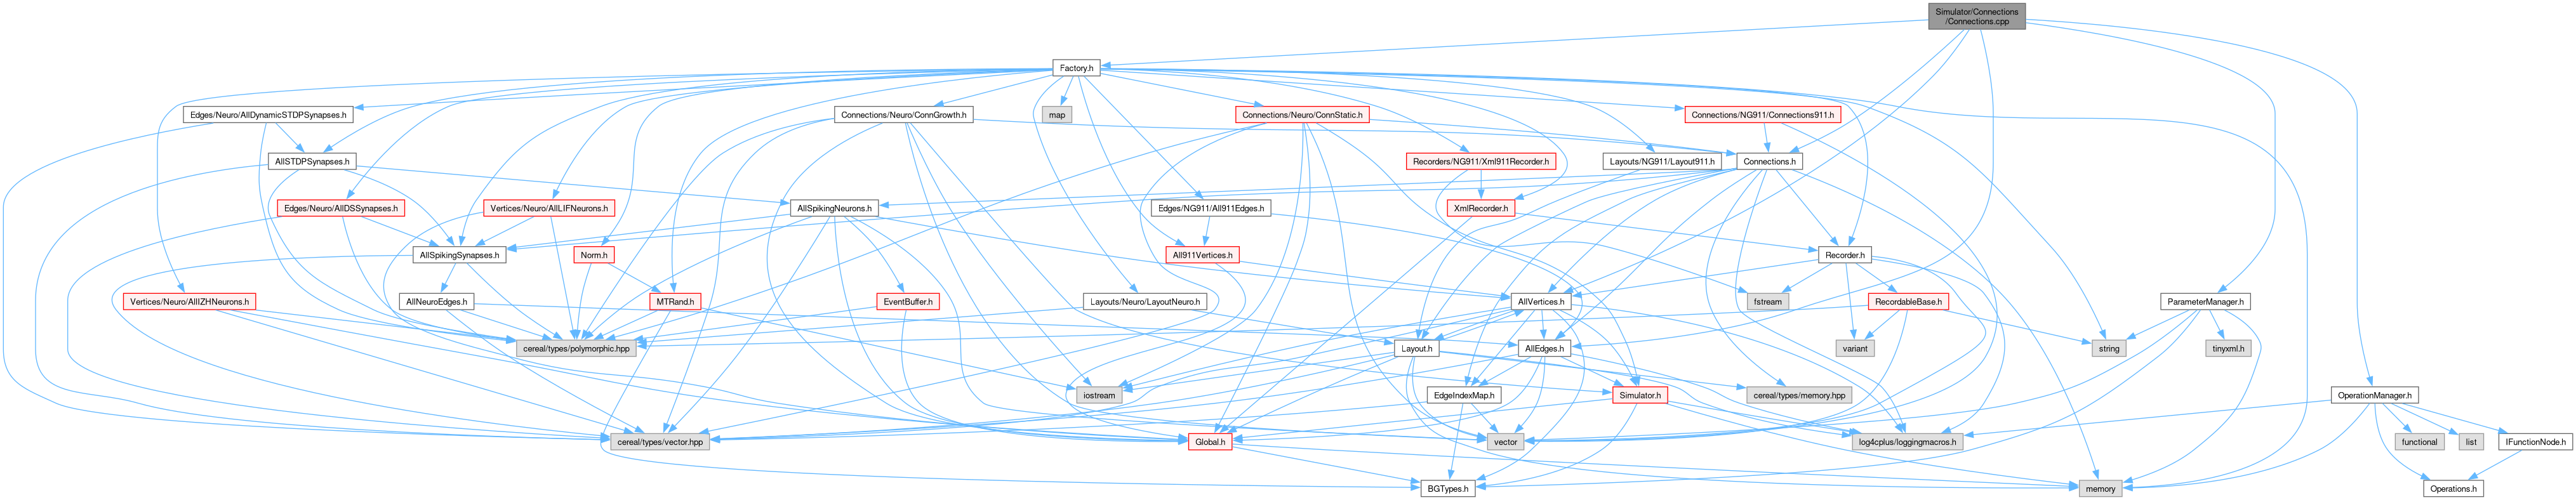 Simulator/Connections
/Connections.cpp
Factory.h
Edges/Neuro/AllDynamicSTDPSynapses.h
Connections/Neuro/ConnGrowth.h
map
Connections/Neuro/ConnStatic.h
Connections/NG911/Connections911.h
AllSTDPSynapses.h
Recorders/NG911/Xml911Recorder.h
Layouts/NG911/Layout911.h
Connections.h
Edges/Neuro/AllDSSynapses.h
Vertices/Neuro/AllLIFNeurons.h
AllSpikingNeurons.h
Edges/NG911/All911Edges.h
XmlRecorder.h
AllSpikingSynapses.h
Norm.h
All911Vertices.h
Recorder.h
Vertices/Neuro/AllIZHNeurons.h
AllNeuroEdges.h
MTRand.h
EventBuffer.h
Layouts/Neuro/LayoutNeuro.h
AllVertices.h
fstream
RecordableBase.h
ParameterManager.h
cereal/types/polymorphic.hpp
Layout.h
AllEdges.h
variant
string
tinyxml.h
iostream
EdgeIndexMap.h
Simulator.h
cereal/types/memory.hpp
OperationManager.h
cereal/types/vector.hpp
Global.h
vector
log4cplus/loggingmacros.h
functional
list
IFunctionNode.h
BGTypes.h
memory
Operations.h